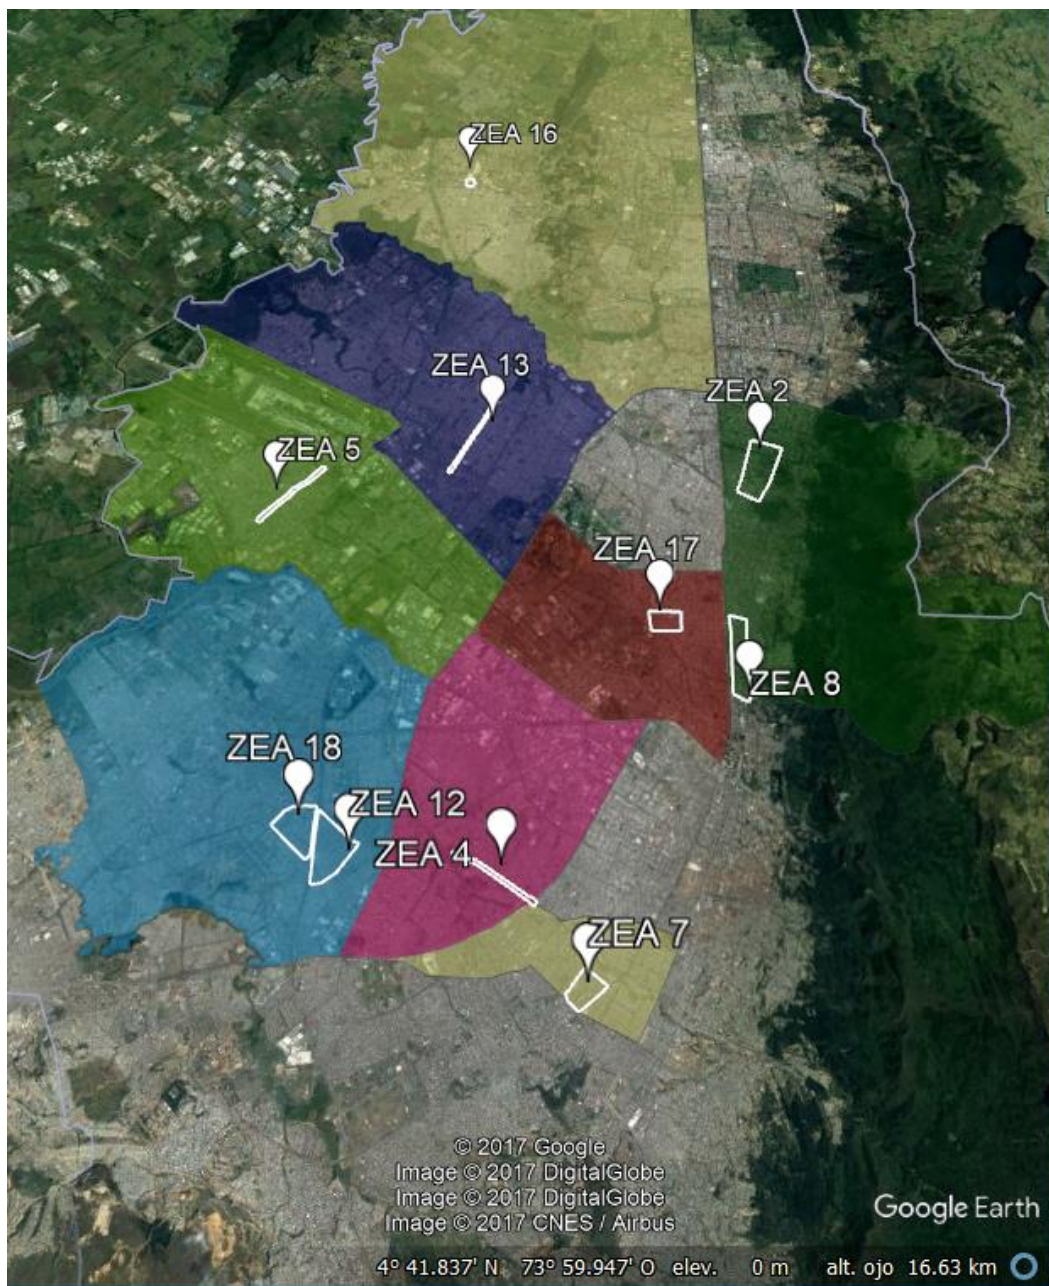 ZEA 16
ZEA 13
ZEA 2
ZEA 5
ZEA 17
ZEA 8
ZEA 18
ZEA 12
ZEA 4
ZEA 7
© 2017 Google
Image © 2017 DigitalGlobe
Image © 2017 DigitalGlobe
Image © 2017 CNES / Airbus
Google Earth
4° 41.837' N 73° 59.947' O elev. 0 m alt. ojo 16.63 km